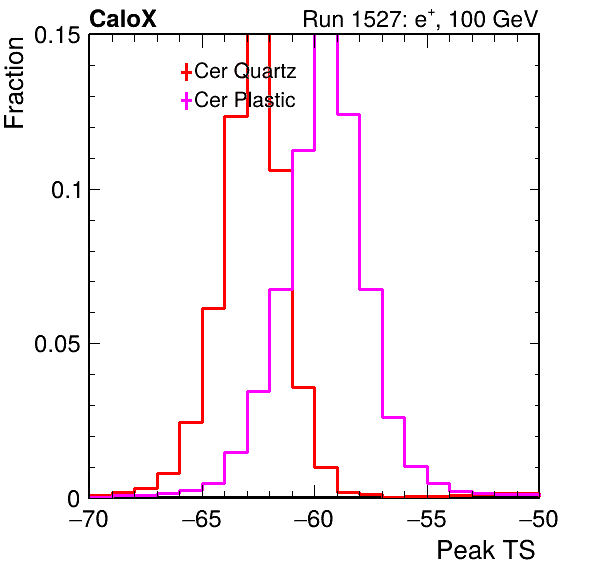 CaloX Run 1527: e⁺, 100 GeV
Fraction
Cer Quartz
Cer Plastic
0.15
0.1
0.05
0
−70 −65 −60 −55 −50
Peak TS